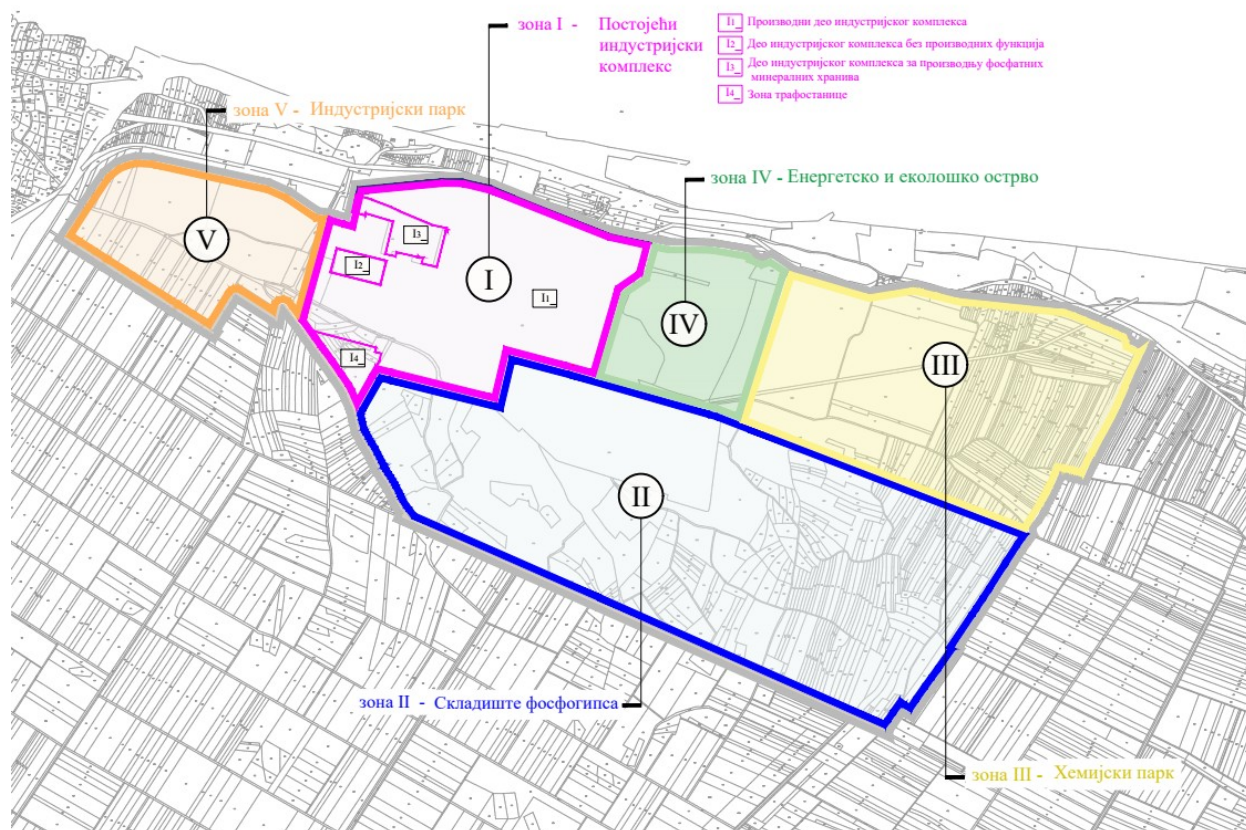 зона I - Постојећи
индустријски
комплекс
I1 Производни део индустријског комплекса
I2 Део индустријског комплекса без производних функција
I3 Део индустријског комплекса за производњу фосфатних
минералних хранива
I4 Зона трафостанице
зона V - Индустријски парк
зона IV - Енергетско и еколошко острво
V
I3
I2
I
I1
IV
I4
III
II
зона II - Складиште фосфогипса
зона III - Хемијски парк